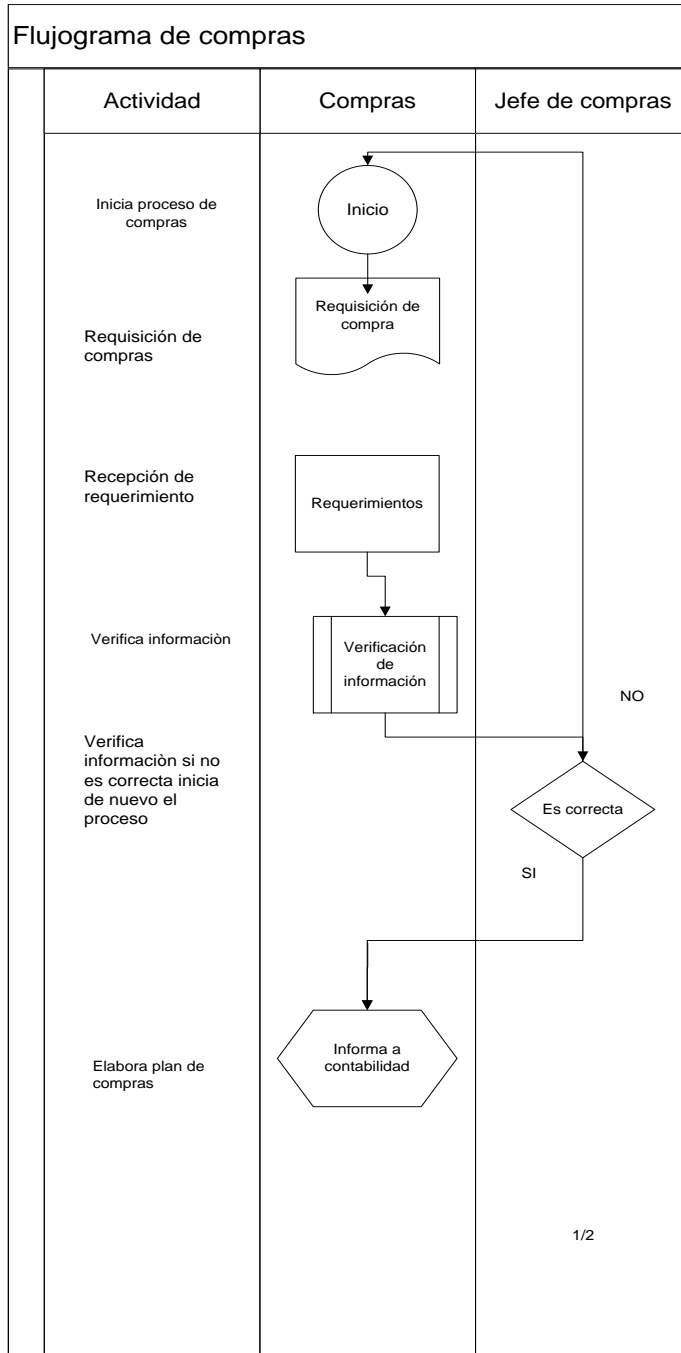 Flujograma de compras
Actividad
Compras
Jefe de compras
Inicia proceso de
compras
Inicio
Requisición de
compra
Requisición de
compras
Recepción de
requerimiento
Requerimientos
Verifica informaciòn
Verificación
de
información
NO
Verifica
informaciòn si no
es correcta inicia
de nuevo el
proceso
Es correcta
SI
Informa a
contabilidad
Elabora plan de
compras
1/2